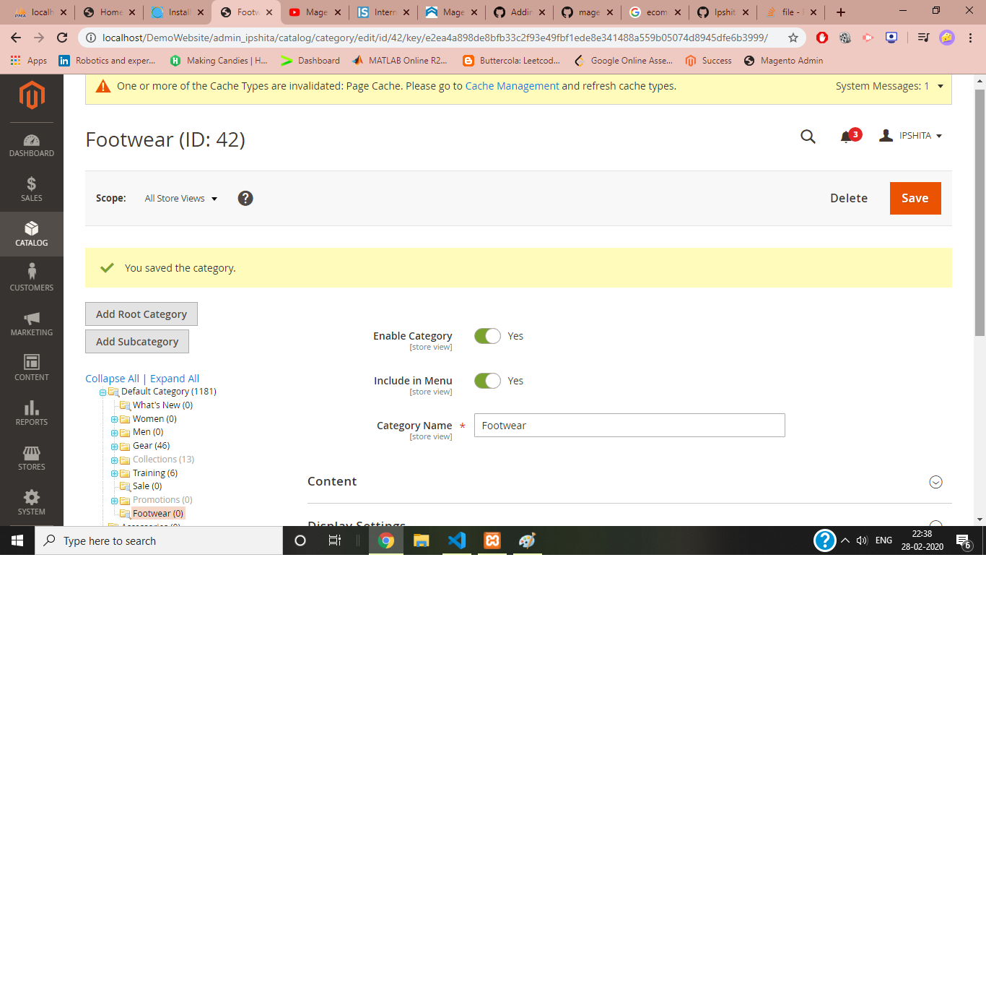 localh
Home
Install
Footw
Mage
Intern
Mage
Addin
mage
ecom
Ipshit
file -
localhost/DemoWebsite/admin_ipshita/catalog/category/edit/id/42/key/e2ea4a898de8bfb33c2f93e49fbf1ede8e341488a559b05074d8945dfe6b3999/
Apps
Robotics and exper...
Making Candies | H...
Dashboard
MATLAB Online R2...
Buttercola: Leetcod...
Google Online Asse...
Success
Magento Admin
One or more of the Cache Types are invalidated: Page Cache. Please go to Cache Management and refresh cache types.
System Messages: 1
DASHBOARD
SALES
CATALOG
CUSTOMERS
MARKETING
CONTENT
REPORTS
STORES
SYSTEM
Footwear (ID: 42)
3
IPSHITA
Scope: All Store Views ?
Delete
Save
You saved the category.
Add Root Category
Add Subcategory
Collapse All | Expand All
Default Category (1181)
What's New (0)
Women (0)
Men (0)
Gear (46)
Collections (13)
Training (6)
Sale (0)
Promotions (0)
Footwear (0)
Accessories (0)
Enable Category
[store view]
Yes
Include in Menu
[store view]
Yes
Category Name *
[store view]
Footwear
Content
Display Settings
Type here to search
ENG
22:38
28-02-2020
6